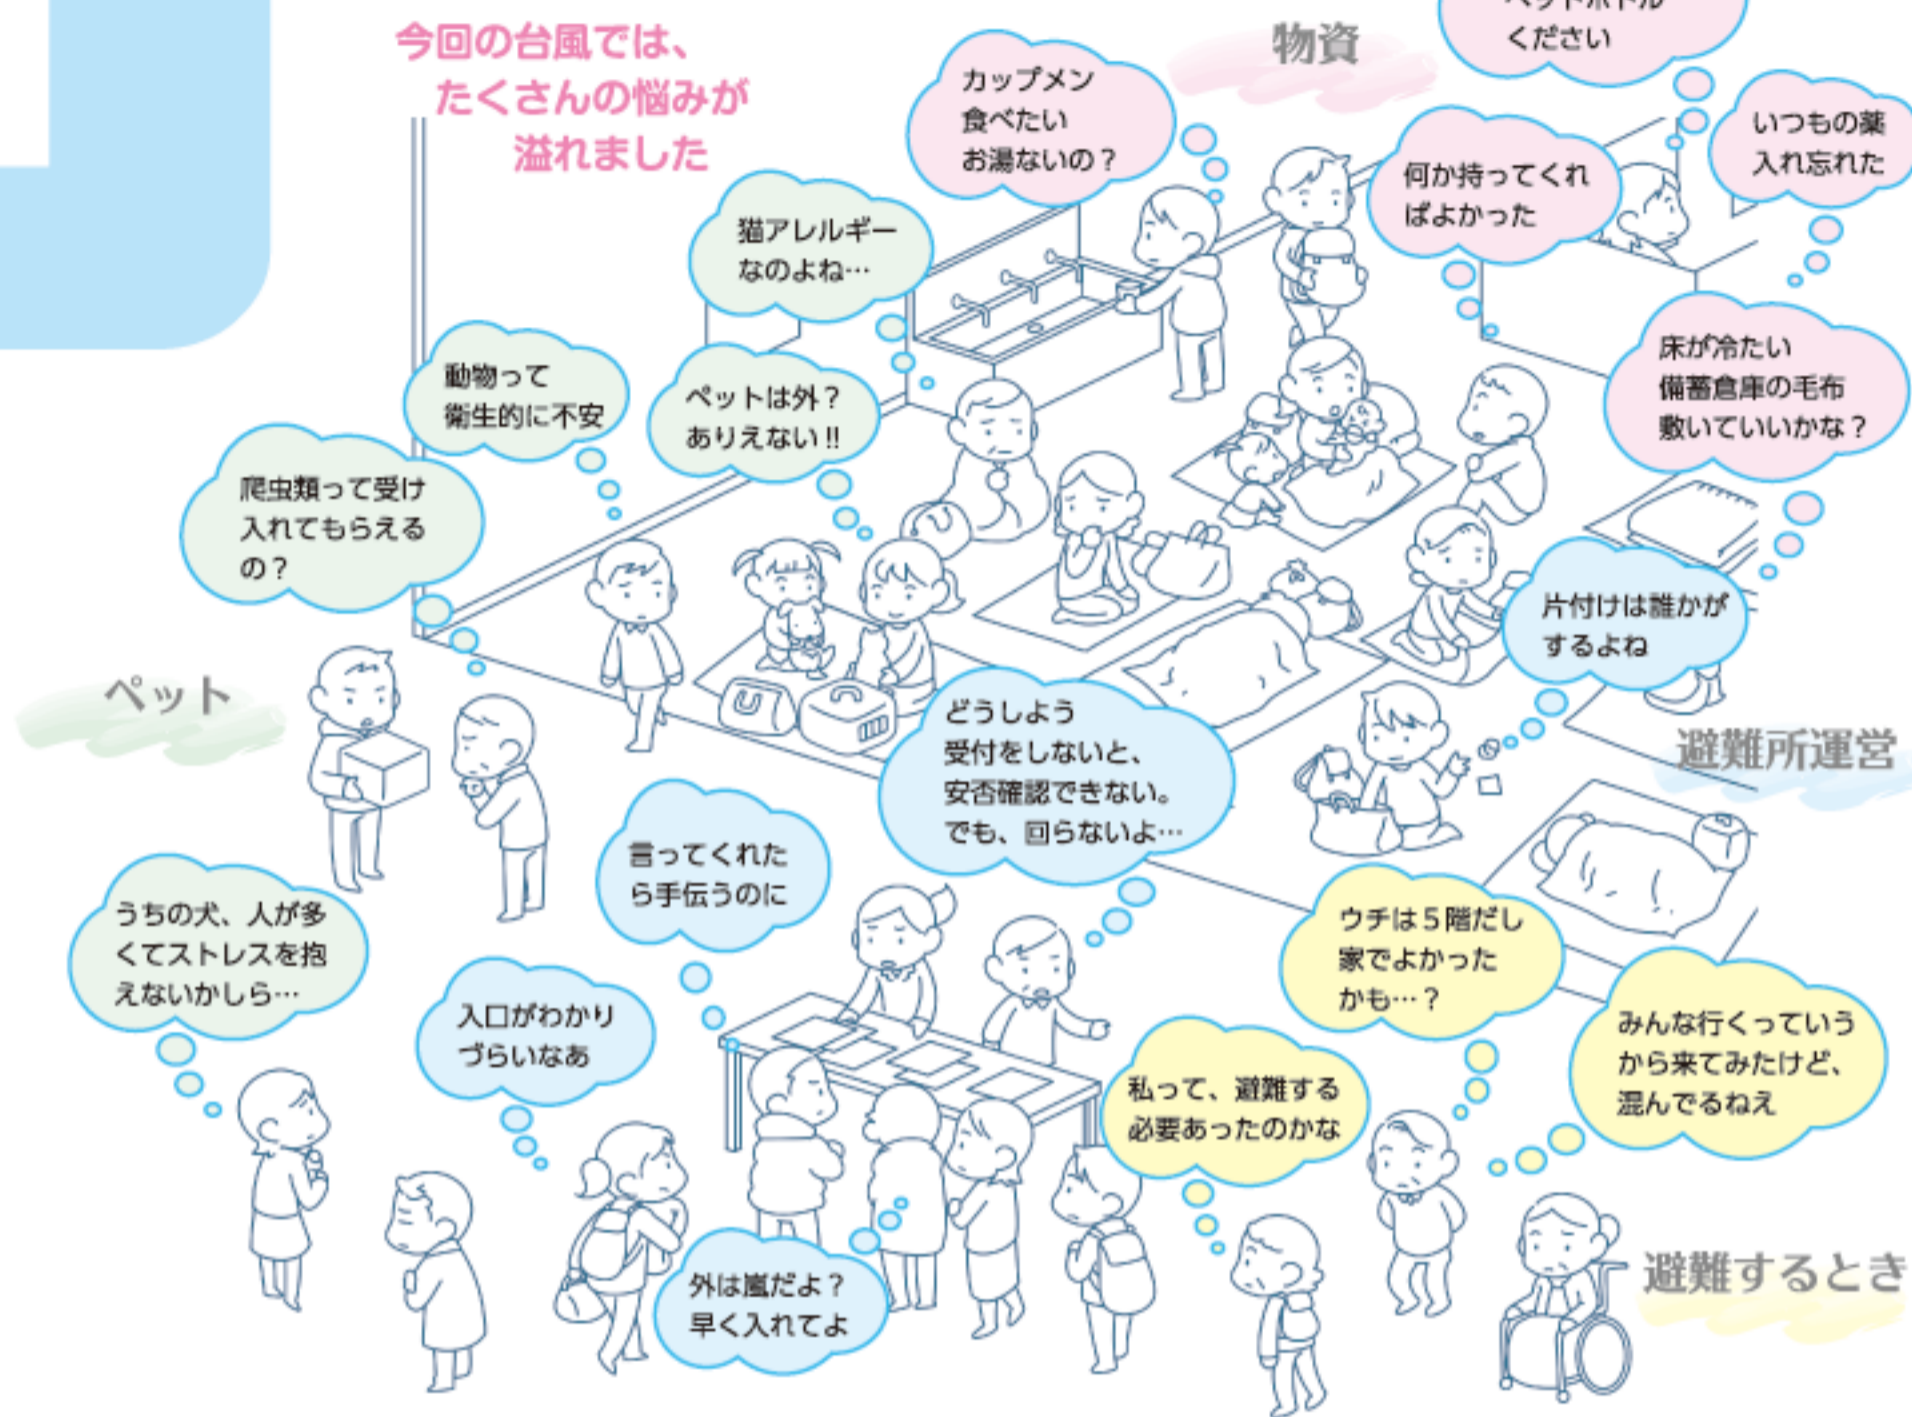 今回の台風では、
たくさんの悩みが
溢れました
物資
ペットボトル
ください
カップメン
食べたい
お湯ないの？
何か持ってくれ
ばよかった
いつもの薬
入れ忘れた
床が冷たい
備蓄倉庫の毛布
敷いていいかな？
猫アレルギー
なのよね…
動物って
衛生的に不安
ペットは外？
ありえない!!
爬虫類って受け
入れてもらえる
の？
ペット
うちの犬、人が多
くてストレスを抱
えないかしら…
片付けは誰かが
するよね
避難所運営
どうしよう
受付をしないと、
安否確認できない。
でも、回らないよ…
言ってくれた
ら手伝うのに
入口がわかり
づらいなあ
外は嵐だよ？
早く入れてよ
ウチは５階だし
家でよかった
かも…？
みんな行くっていう
から来てみたけど、
混んでるねえ
私って、避難する
必要あったのかな
避難するとき